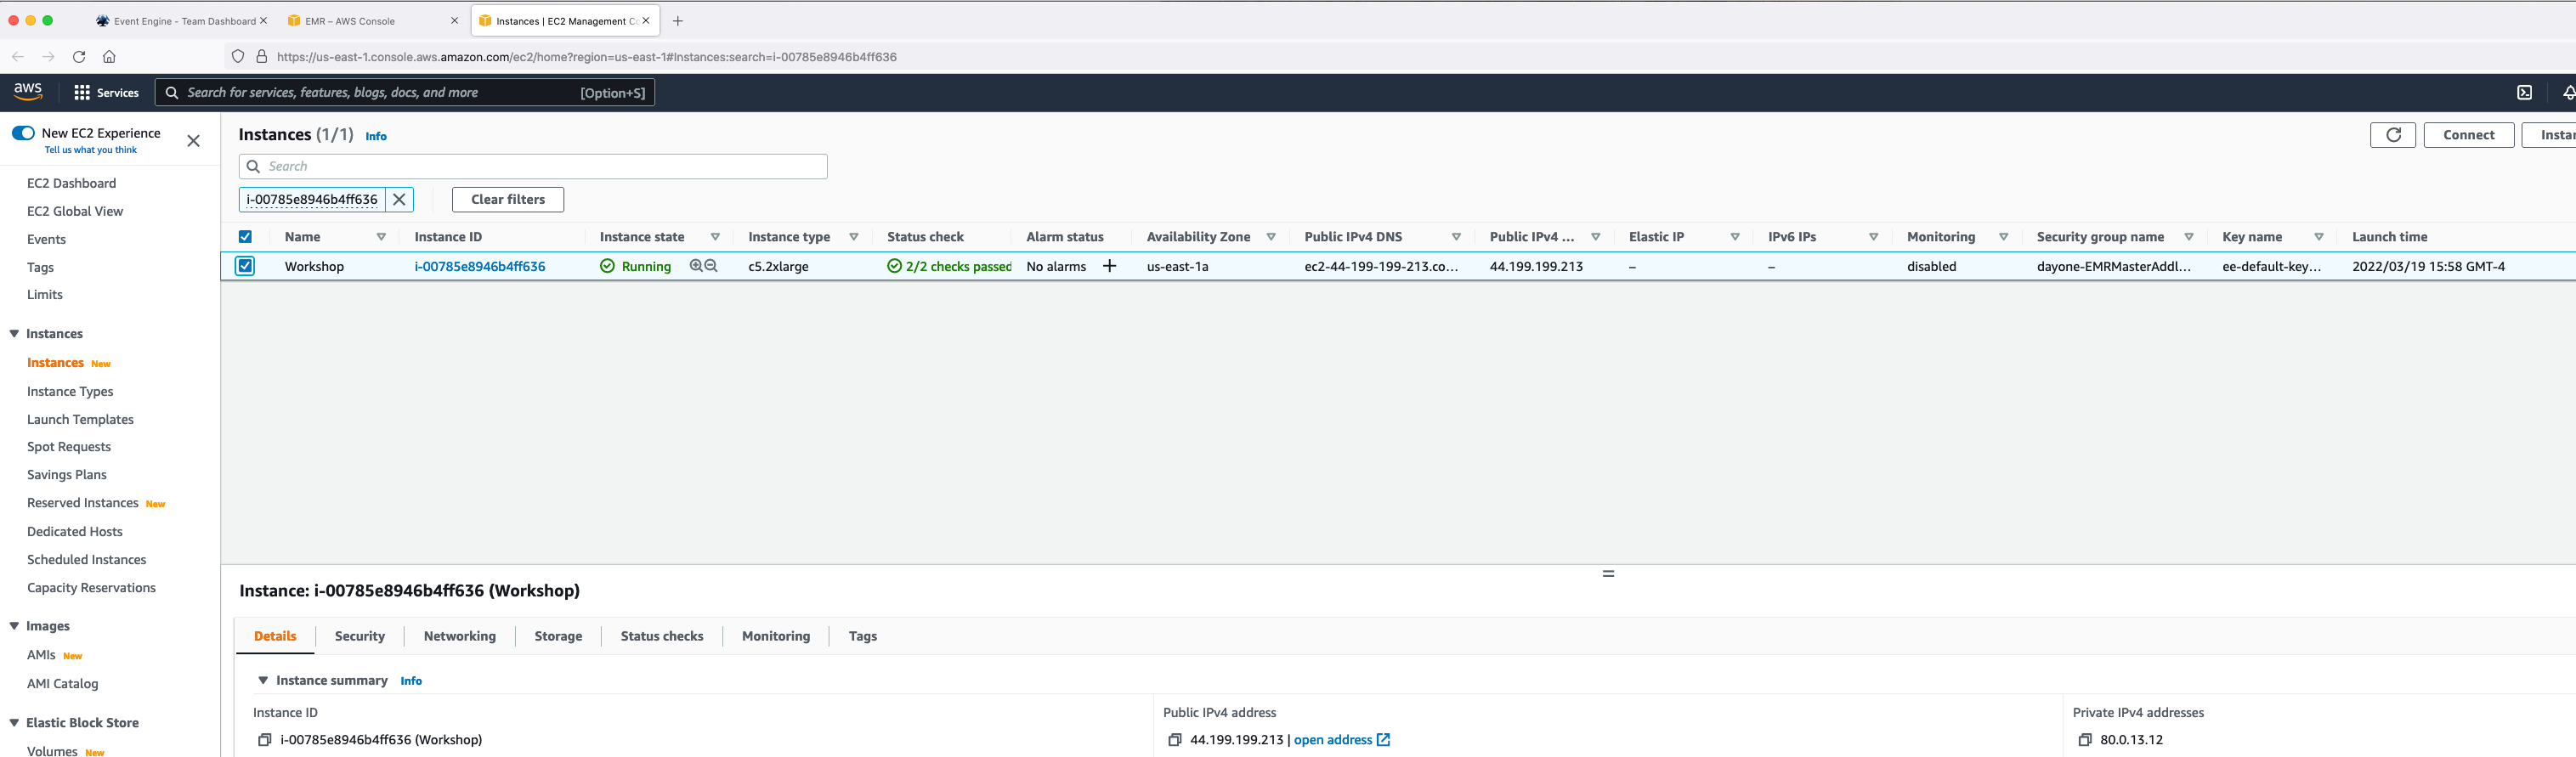 Event Engine - Team Dashboard
EMR – AWS Console
Instances | EC2 Management Co
https://us-east-1.console.aws.amazon.com/ec2/home?region=us-east-1#Instances:search=i-00785e8946b4ff636
aws
Services
Search for services, features, blogs, docs, and more
[Option+S]
New EC2 Experience
Tell us what you think
EC2 Dashboard
EC2 Global View
Events
Tags
Limits
Instances
Instances New
Instance Types
Launch Templates
Spot Requests
Savings Plans
Reserved Instances New
Dedicated Hosts
Scheduled Instances
Capacity Reservations
Images
AMIs New
AMI Catalog
Elastic Block Store
Volumes New
Instances (1/1) Info
Connect
Instan
Search
i-00785e8946b4ff636
Clear filters
Name Instance ID Instance state Instance type Status check Alarm status Availability Zone Public IPv4 DNS Public IPv4 ... Elastic IP IPv6 IPs Monitoring Security group name Key name Launch time
Workshop i-00785e8946b4ff636 Running c5.2xlarge 2/2 checks passed No alarms + us-east-1a ec2-44-199-199-213.co... 44.199.199.213 – – disabled dayone-EMRMasterAddl... ee-default-key... 2022/03/19 15:58 GMT-4
Instance: i-00785e8946b4ff636 (Workshop)
Details Security Networking Storage Status checks Monitoring Tags
Instance summary Info
Instance ID
i-00785e8946b4ff636 (Workshop)
Public IPv4 address
44.199.199.213 | open address
Private IPv4 addresses
80.0.13.12